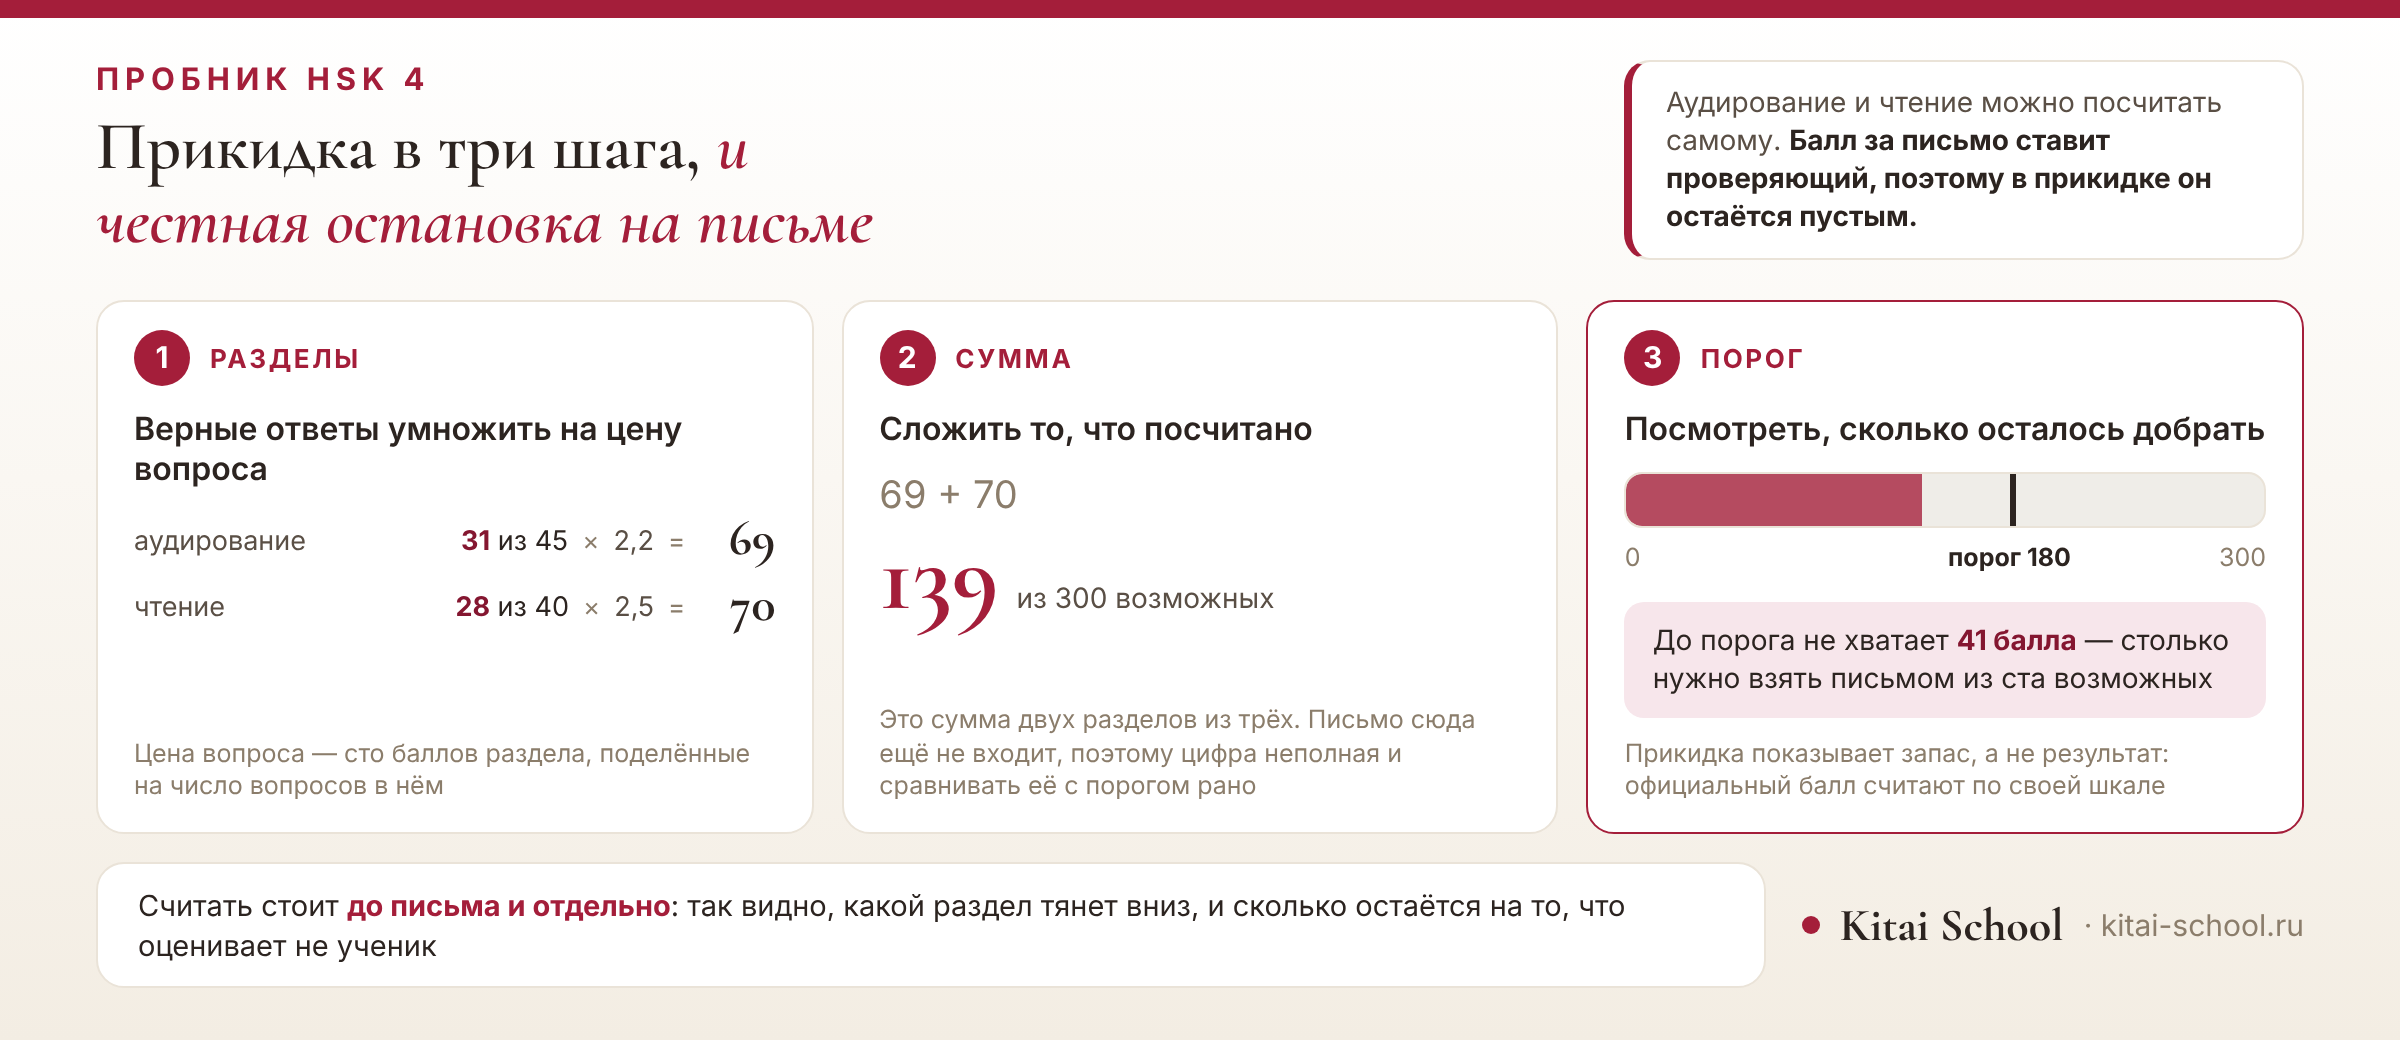 ПРОБНИК HSK 4
Прикидка в три шага, и
честная остановка на письме
Аудирование и чтение можно посчитать
самому. Балл за письмо ставит
проверяющий, поэтому в прикидке он
остаётся пустым.
1 РАЗДЕЛЫ
Верные ответы умножить на цену
вопроса
аудирование 31 из 45 × 2,2 = 69
чтение 28 из 40 × 2,5 = 70
Цена вопроса — сто баллов раздела, поделённые
на число вопросов в нём
2 СУММА
Сложить то, что посчитано
69 + 70
139 из 300 возможных
Это сумма двух разделов из трёх. Письмо сюда
ещё не входит, поэтому цифра неполная и
сравнивать её с порогом рано
3 ПОРОГ
Посмотреть, сколько осталось добрать
0 порог 180 300
До порога не хватает 41 балла — столько
нужно взять письмом из ста возможных
Прикидка показывает запас, а не результат:
официальный балл считают по своей шкале
Считать стоит до письма и отдельно: так видно, какой раздел тянет вниз, и сколько остаётся на то, что
оценивает не ученик
Kitai School · kitai-school.ru